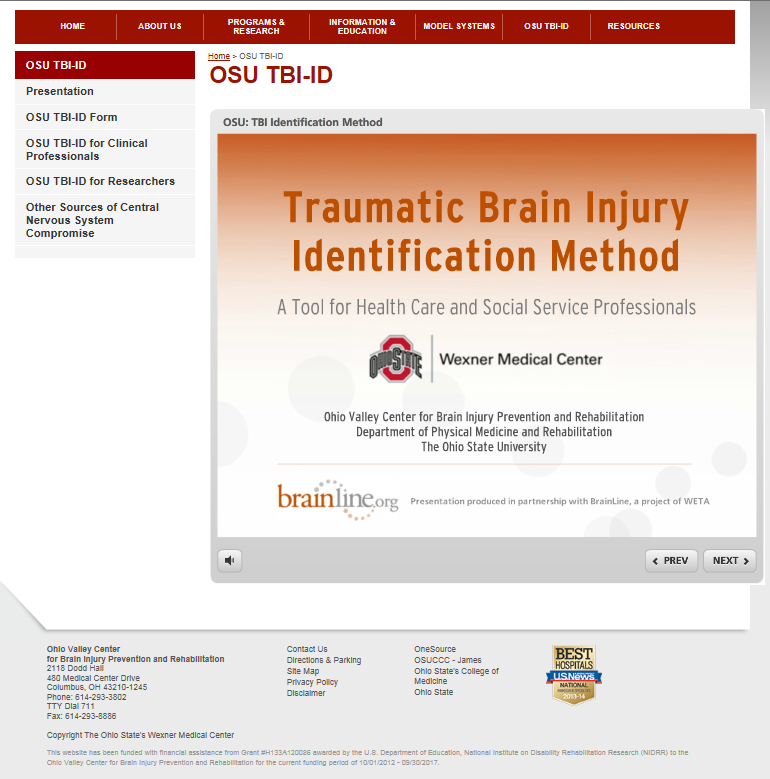 HOME
ABOUT US
PROGRAMS &
RESEARCH
INFORMATION &
EDUCATION
MODEL SYSTEMS
OSU TBI-ID
RESOURCES
OSU TBI-ID
Presentation
OSU TBI-ID Form
OSU TBI-ID for Clinical
Professionals
OSU TBI-ID for Researchers
Other Sources of Central
Nervous System
Compromise
Home > OSU TBI-ID
OSU TBI-ID
OSU: TBI Identification Method
Traumatic Brain Injury
Identification Method
A Tool for Health Care and Social Service Professionals
OHIO STATE
Wexner Medical Center
Ohio Valley Center for Brain Injury Prevention and Rehabilitation
Department of Physical Medicine and Rehabilitation
The Ohio State University
brainline.org
Presentation produced in partnership with BrainLine, a project of WETA
PREV
NEXT
Ohio Valley Center
for Brain Injury Prevention and Rehabilitation
2118 Dodd Hall
480 Medical Center Drive
Columbus, OH 43210-1245
Phone: 614-293-3802
TTY Dial 711
Fax: 614-293-8886
Copyright The Ohio State's Wexner Medical Center
Contact Us
Directions & Parking
Site Map
Privacy Policy
Disclaimer
OneSource
OSUCCC - James
Ohio State's College of
Medicine
Ohio State
BEST
HOSPITALS
U.S.News
NATIONAL
2013-14
This website has been funded with financial assistance from Grant #H133A120086 awarded by the U.S. Department of Education, National Institute on Disability Rehabilitation Research (NIDRR) to the
Ohio Valley Center for Brain Injury Prevention and Rehabilitation for the current funding period of 10/01/2012 - 09/30/2017.